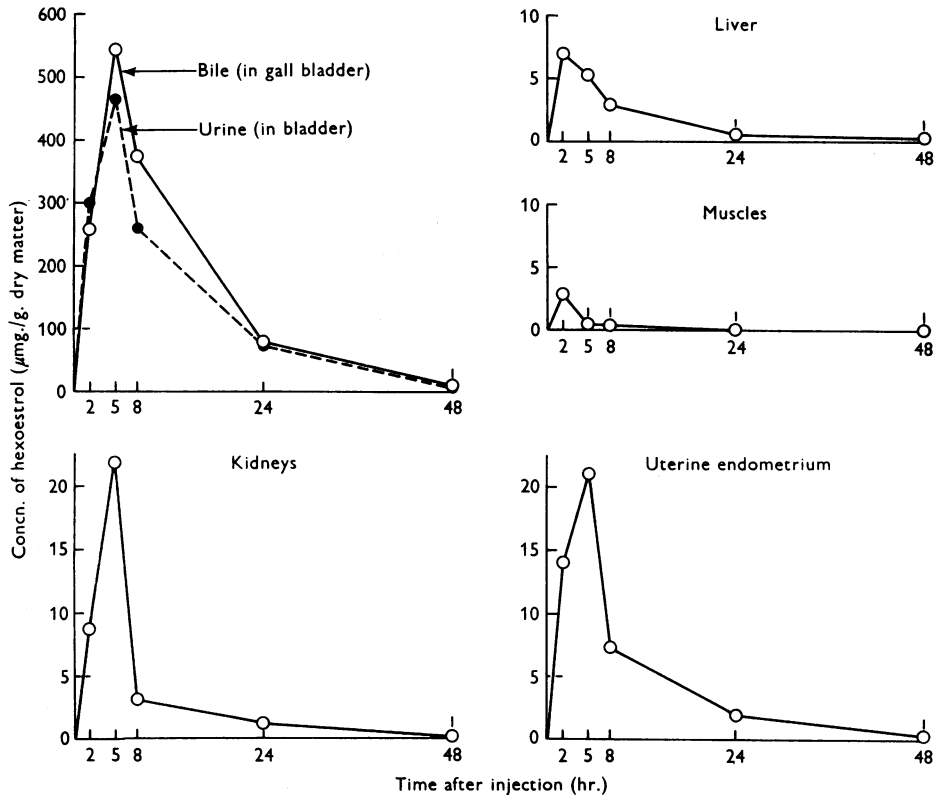 Concn. of hexoestrol (μmg./g. dry matter)
600
500
400
300
200
100
0
2 5 8 24 48
Bile (in gall bladder)
Urine (in bladder)
Liver
10
5
0
2 5 8 24 48
Muscles
10
5
0
2 5 8 24 48
Kidneys
20
15
10
5
0
2 5 8 24 48
Uterine endometrium
20
15
10
5
0
2 5 8 24 48
Time after injection (hr.)